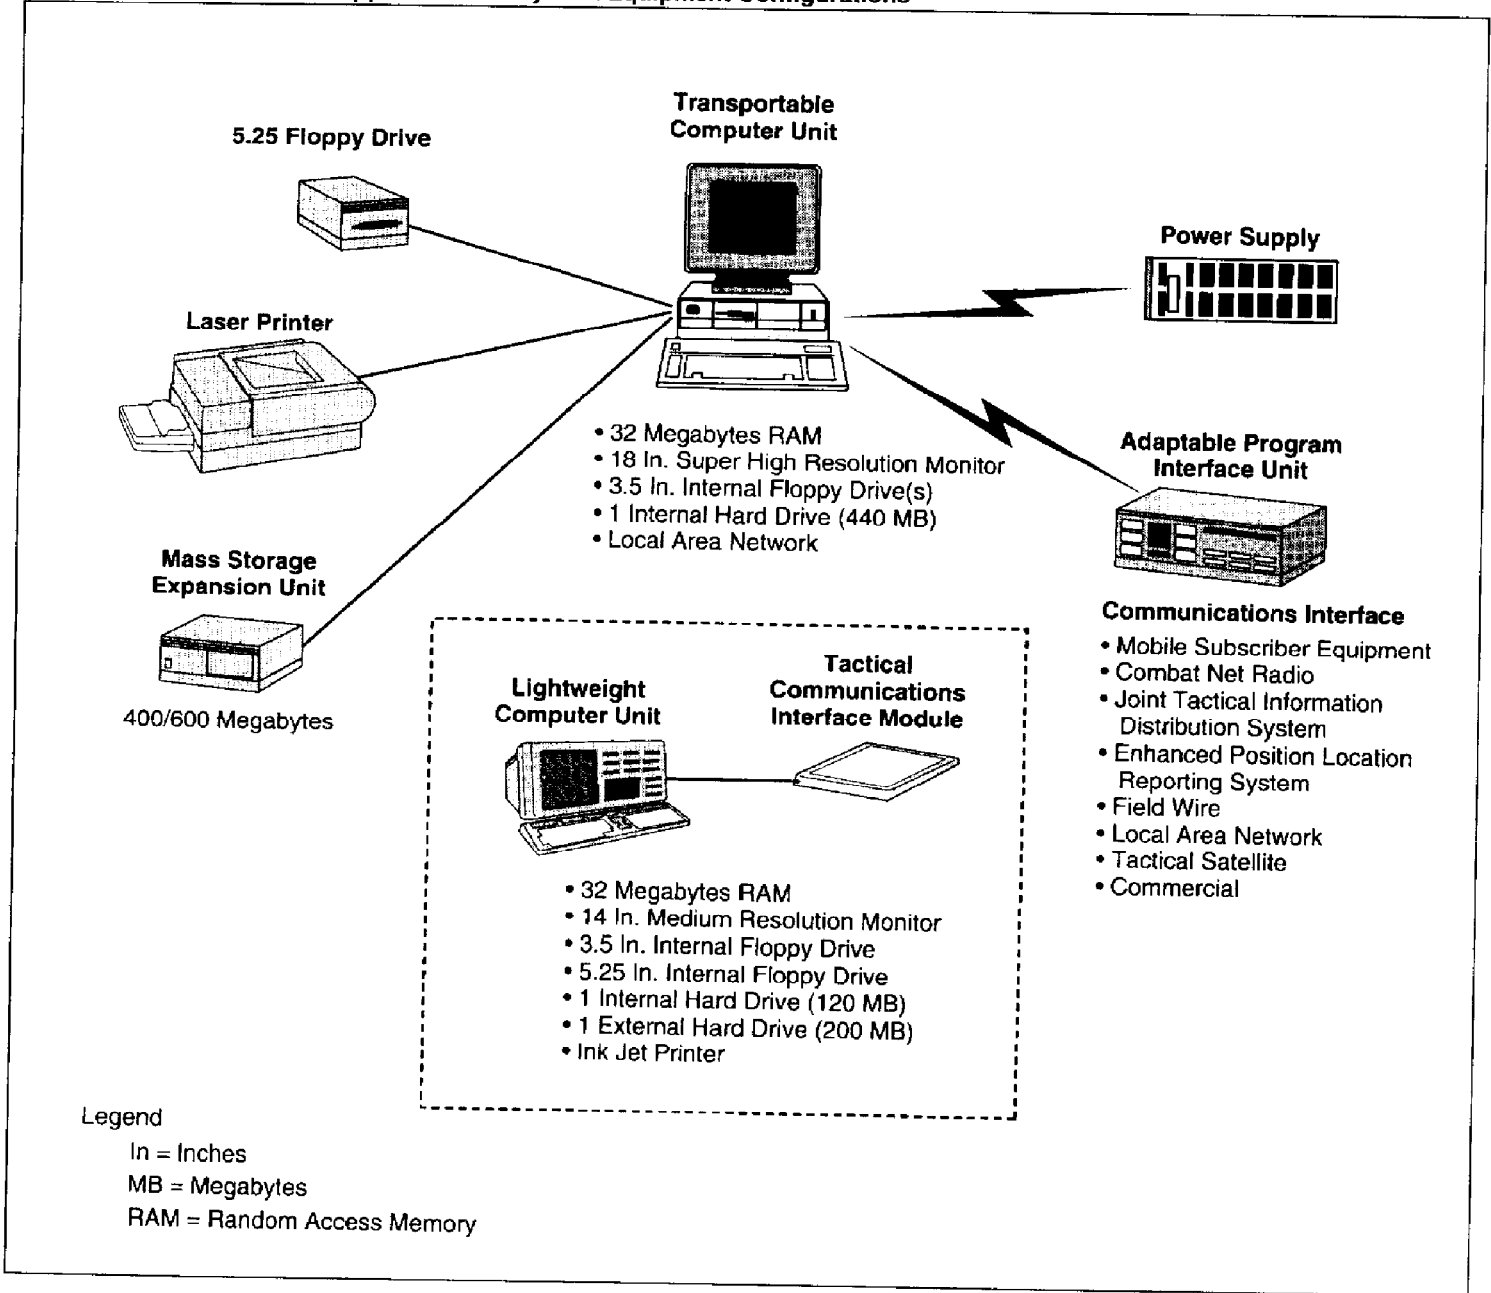 Equipment Configurations
Transportable
Computer Unit
5.25 Floppy Drive
Power Supply
Laser Printer
• 32 Megabytes RAM
• 18 In. Super High Resolution Monitor
• 3.5 In. Internal Floppy Drive(s)
• 1 Internal Hard Drive (440 MB)
• Local Area Network
Adaptable Program
Interface Unit
Mass Storage
Expansion Unit
400/600 Megabytes
Communications Interface
• Mobile Subscriber Equipment
• Combat Net Radio
• Joint Tactical Information
Distribution System
• Enhanced Position Location
Reporting System
• Field Wire
• Local Area Network
• Tactical Satellite
• Commercial
Lightweight
Computer Unit
Tactical
Communications
Interface Module
• 32 Megabytes RAM
• 14 In. Medium Resolution Monitor
• 3.5 In. Internal Floppy Drive
• 5.25 In. Internal Floppy Drive
• 1 Internal Hard Drive (120 MB)
• 1 External Hard Drive (200 MB)
• Ink Jet Printer
Legend
In = Inches
MB = Megabytes
RAM = Random Access Memory